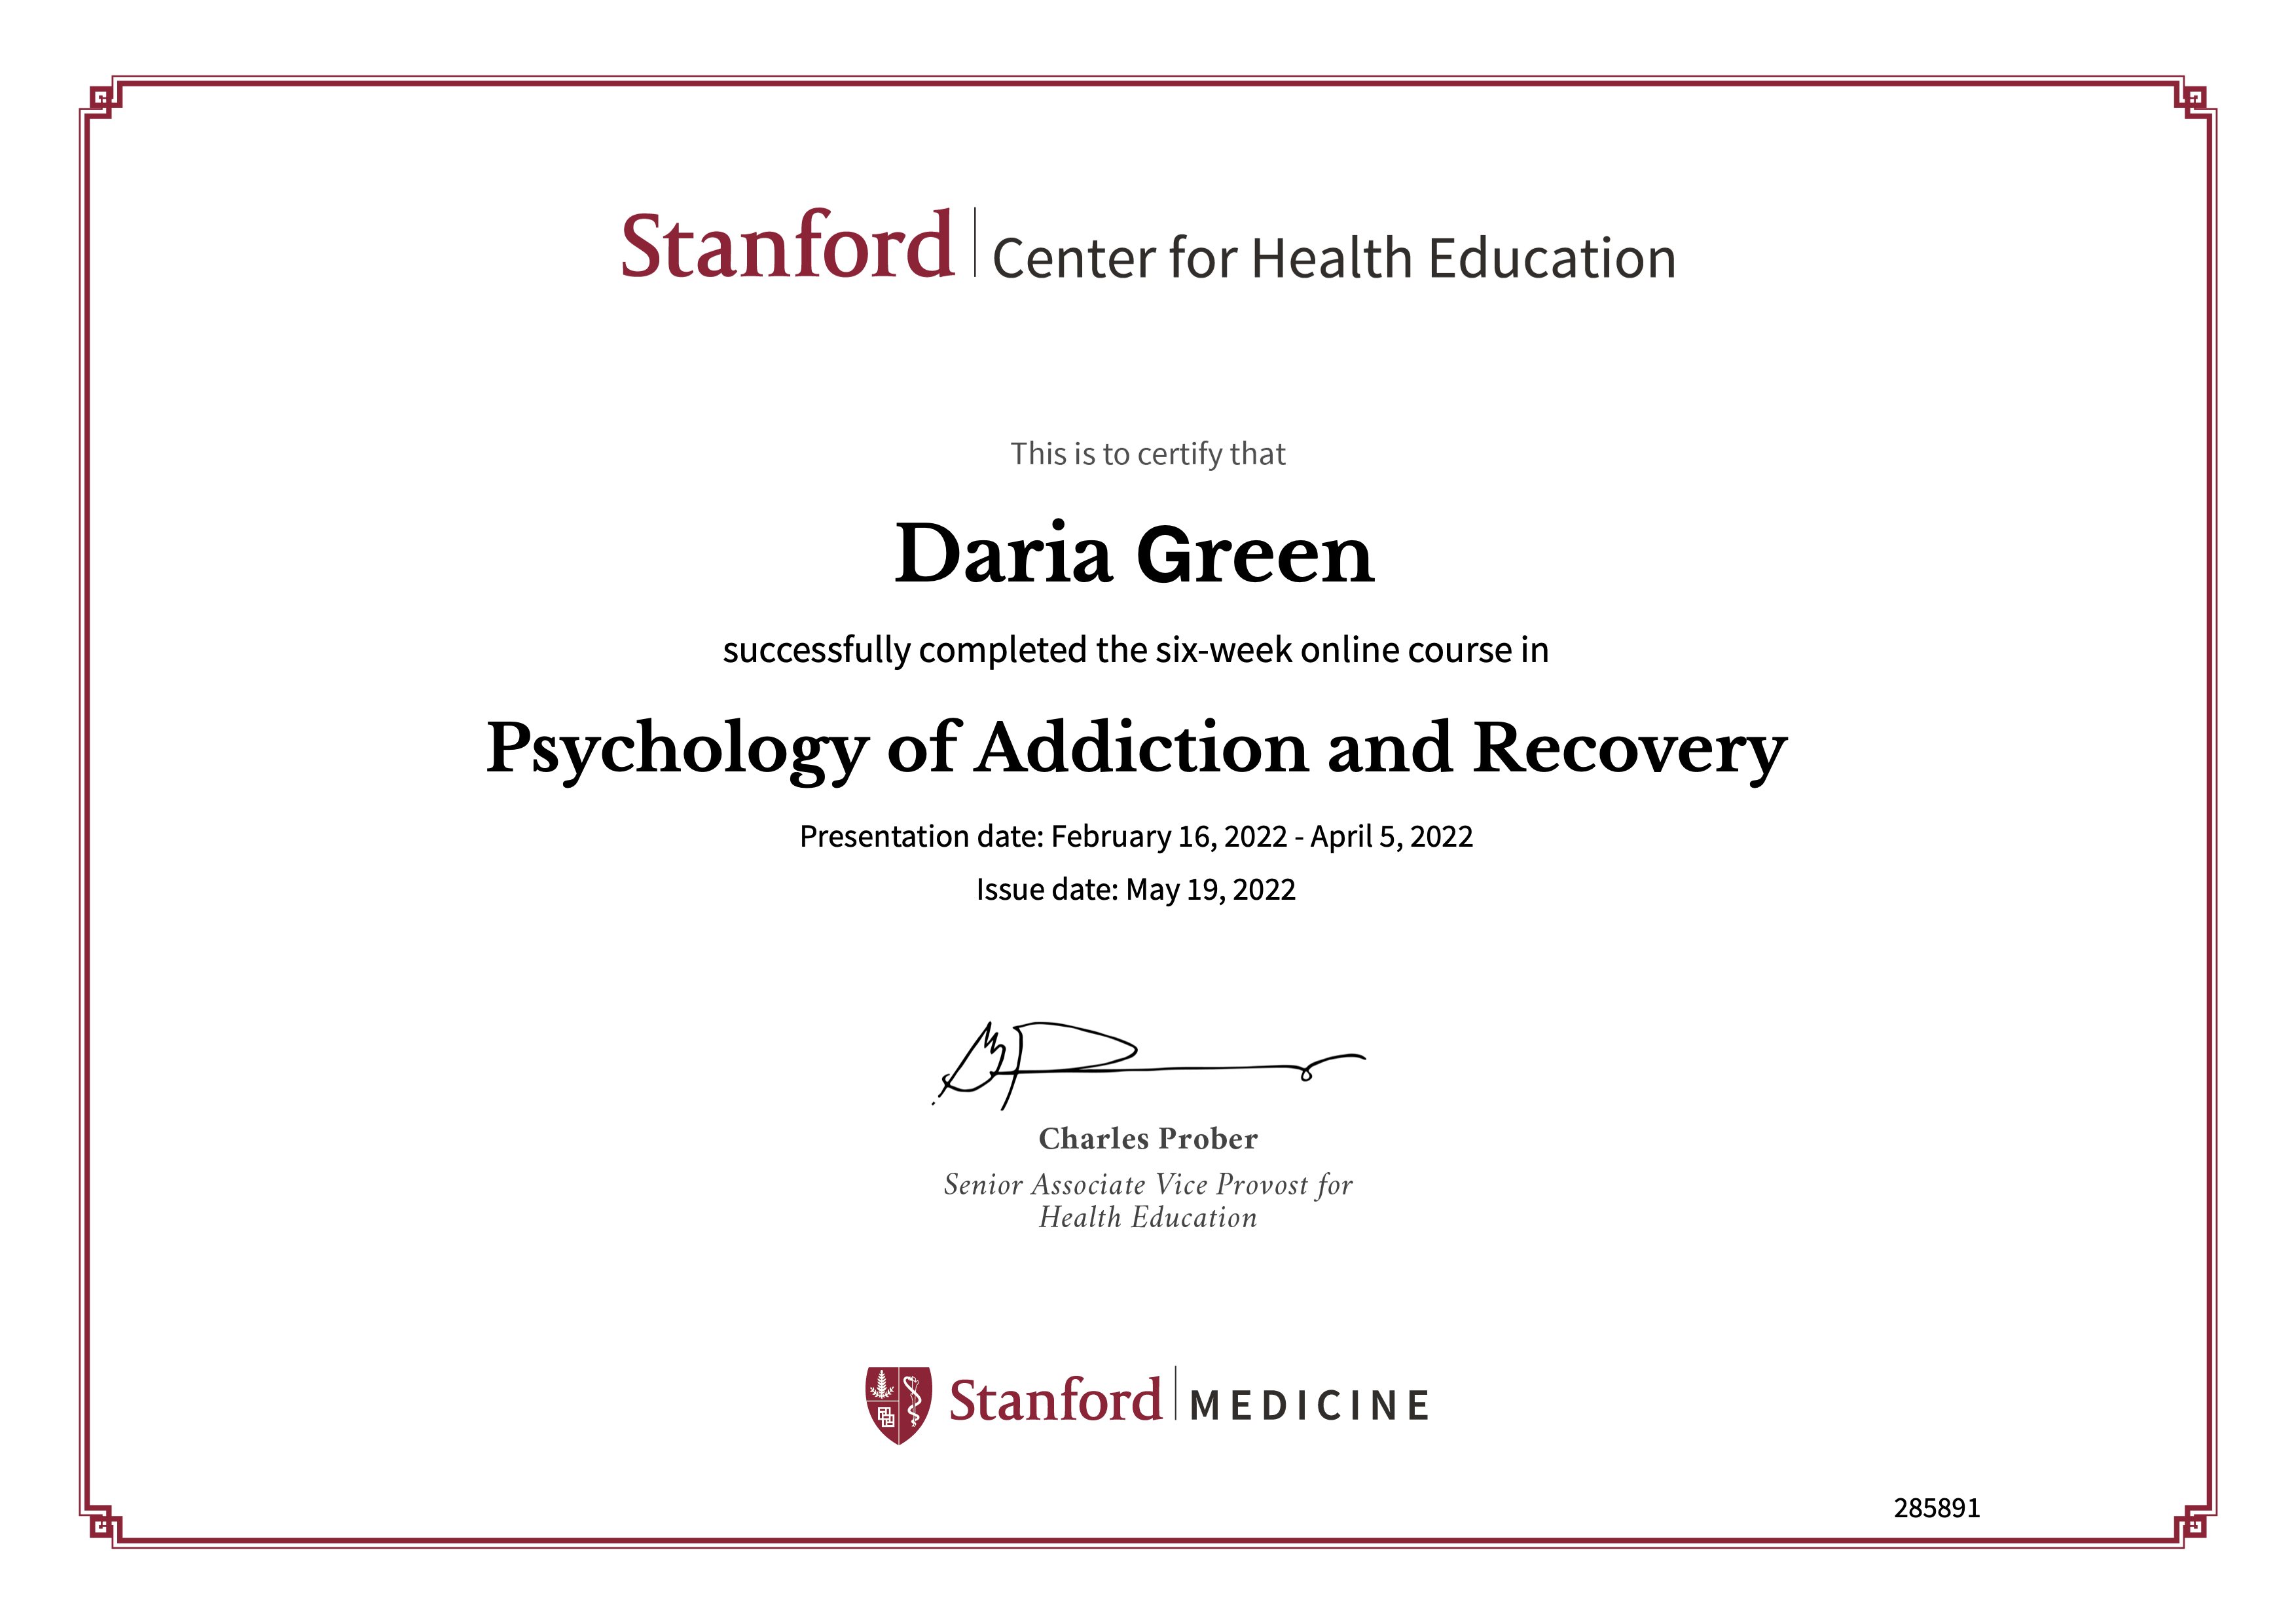 Stanford | Center for Health Education
This is to certify that
Daria Green
successfully completed the six-week online course in
Psychology of Addiction and Recovery
Presentation date: February 16, 2022 - April 5, 2022
Issue date: May 19, 2022
Charles Prober
Senior Associate Vice Provost for
Health Education
Stanford | MEDICINE
285891